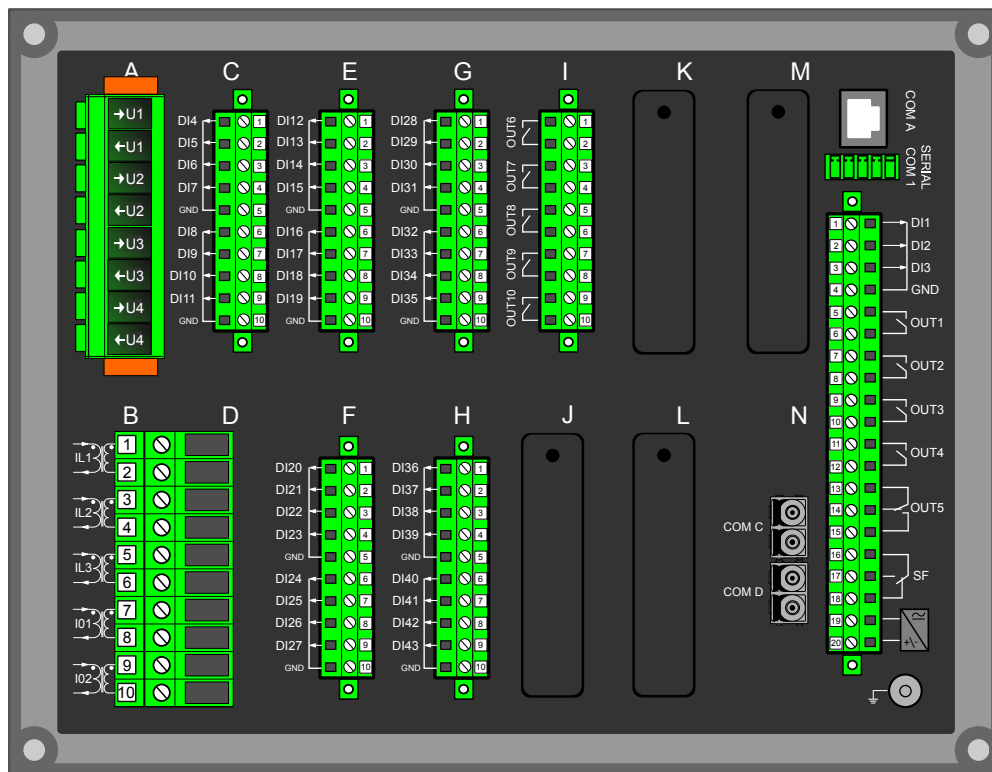 A C E G I K M
→U1
←U1
→U2
←U2
→U3
←U3
→U4
←U4
DI4 1
DI5 2
DI6 3
DI7 4
GND 5
DI8 6
DI9 7
DI10 8
DI11 9
GND 10
DI12 1
DI13 2
DI14 3
DI15 4
GND 5
DI16 6
DI17 7
DI18 8
DI19 9
GND 10
DI28 1
DI29 2
DI30 3
DI31 4
GND 5
DI32 6
DI33 7
DI34 8
DI35 9
GND 10
OUT6 1
2
OUT7 3
4
OUT8 5
6
OUT9 7
8
OUT10 9
10
COM A
SERIAL
COM 1
1 DI1
2 DI2
3 DI3
4 GND
5 OUT1
6
7 OUT2
8
9 OUT3
10
11 OUT4
12
13
14 OUT5
15
16
17 SF
18
19
20 +/-
B D F H J L N
IL1 1
2
IL2 3
4
IL3 5
6
I01 7
8
I02 9
10
DI20 1
DI21 2
DI22 3
DI23 4
GND 5
DI24 6
DI25 7
DI26 8
DI27 9
GND 10
DI36 1
DI37 2
DI38 3
DI39 4
GND 5
DI40 6
DI41 7
DI42 8
DI43 9
GND 10
COM C
COM D